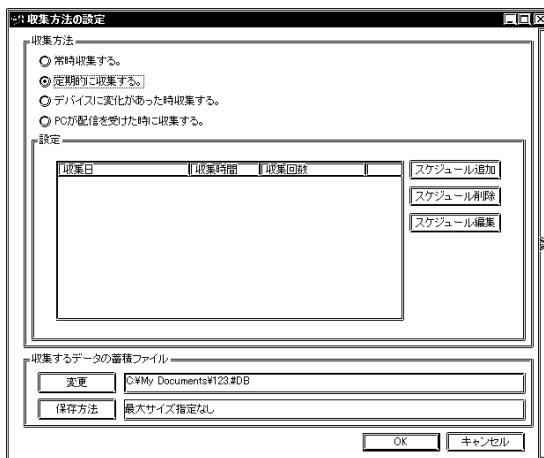 収集方法の設定
収集方法
常時収集する。
定期的に収集する。
デバイスに変化があった時収集する。
PCが配信を受けた時に収集する。
設定
収集日 収集時間 収集回数
スケジュール追加
スケジュール削除
スケジュール編集
収集するデータの蓄積ファイル
変更 C:¥My Documents¥123.#DB
保存方法 最大サイズ指定なし
OK キャンセル